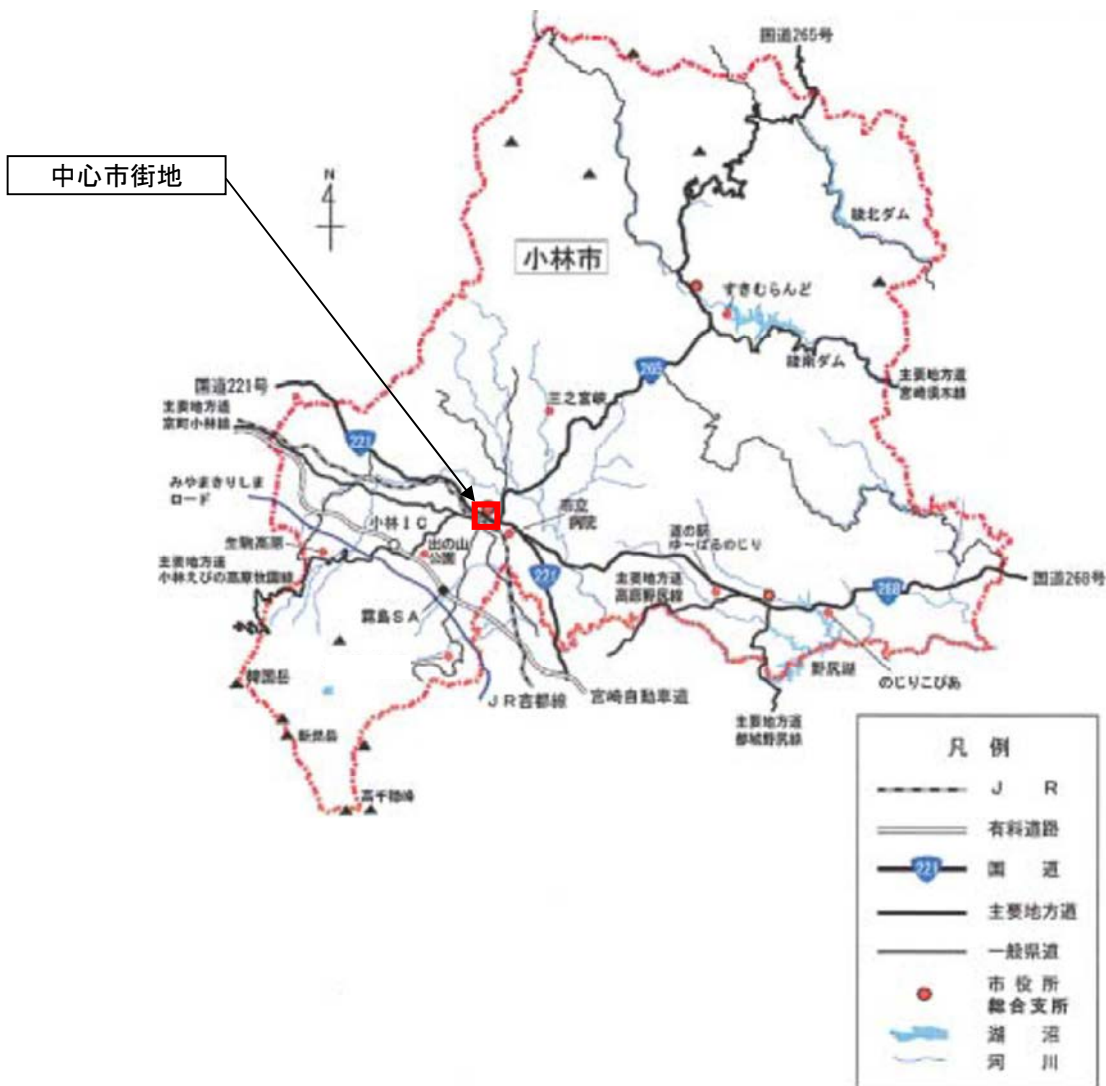 国道265号
中心市街地
N
綾北ダム
小林市
すきむらんど
綾南ダム
265
主要地方道
宮崎須木線
国道221号
三之宮峡
主要地方道
京町小林線
221
みやまきりしま
ロード
市立
病院
小林IC
出の山
公園
道の駅
ゆ~ぱるのじり
生駒高原
主要地方道
小林えびの高原牧園線
221
主要地方道
高原野尻線
国道268号
268
霧島SA
野尻湖
のじりこぴあ
韓国岳
JR吉都線
宮崎自動車道
主要地方道
都城野尻線
新燃岳
高千穂峰
凡 例
J R
有料道路
221
国 道
主要地方道
一般県道
市 役 所
総合支所
湖 沼
河 川